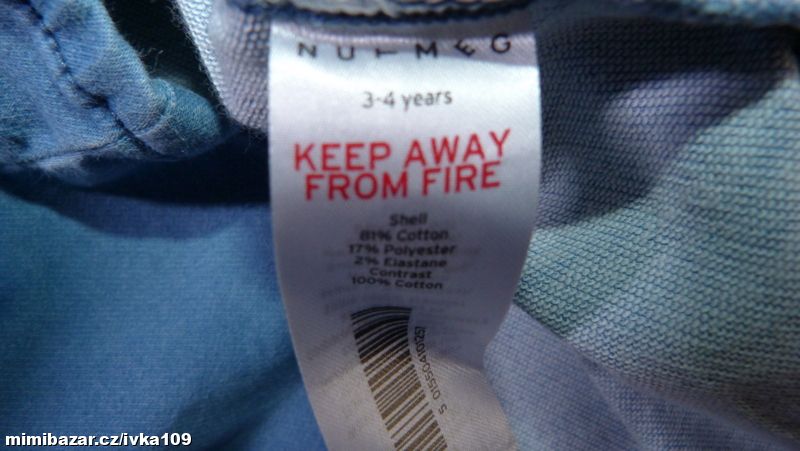 NUTMEG
3-4 years
KEEP AWAY
FROM FIRE
Shell
81% Cotton
17% Polyester
2% Elastane
Contrast
100% Cotton
mimibazar.cz/ivka109